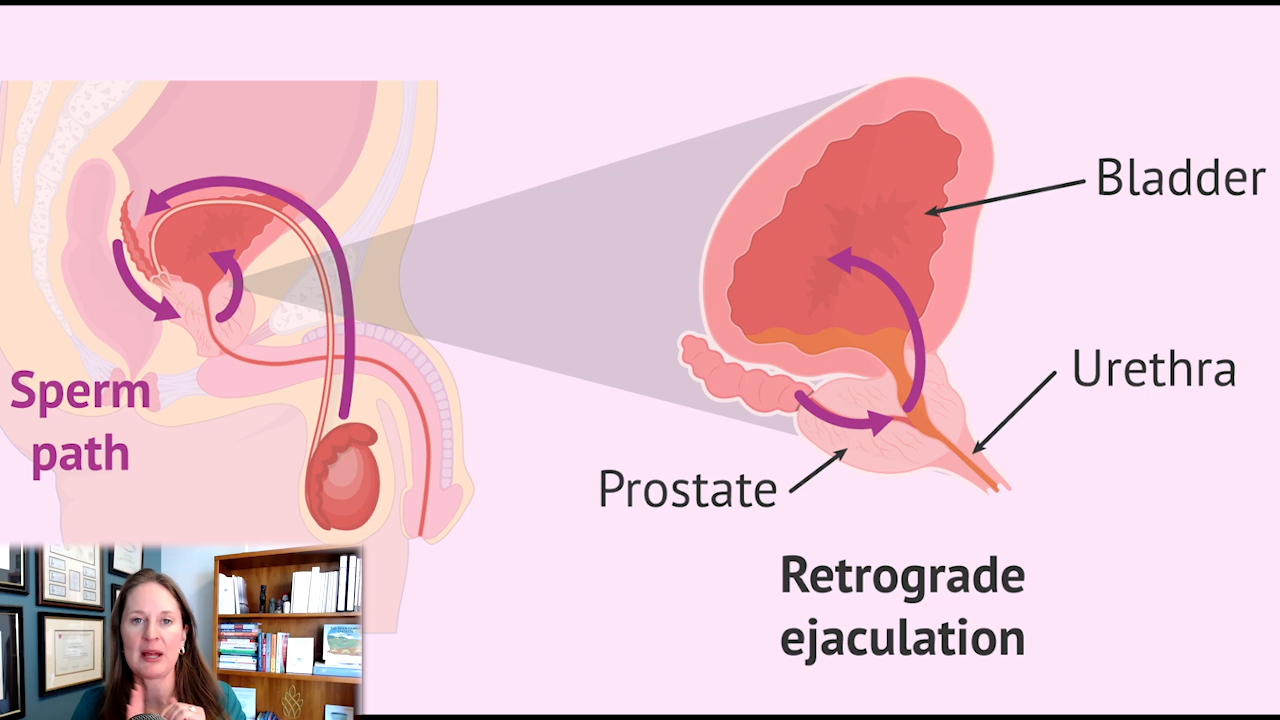 Bladder
Urethra
Sperm
path
Prostate
Retrograde
ejaculation